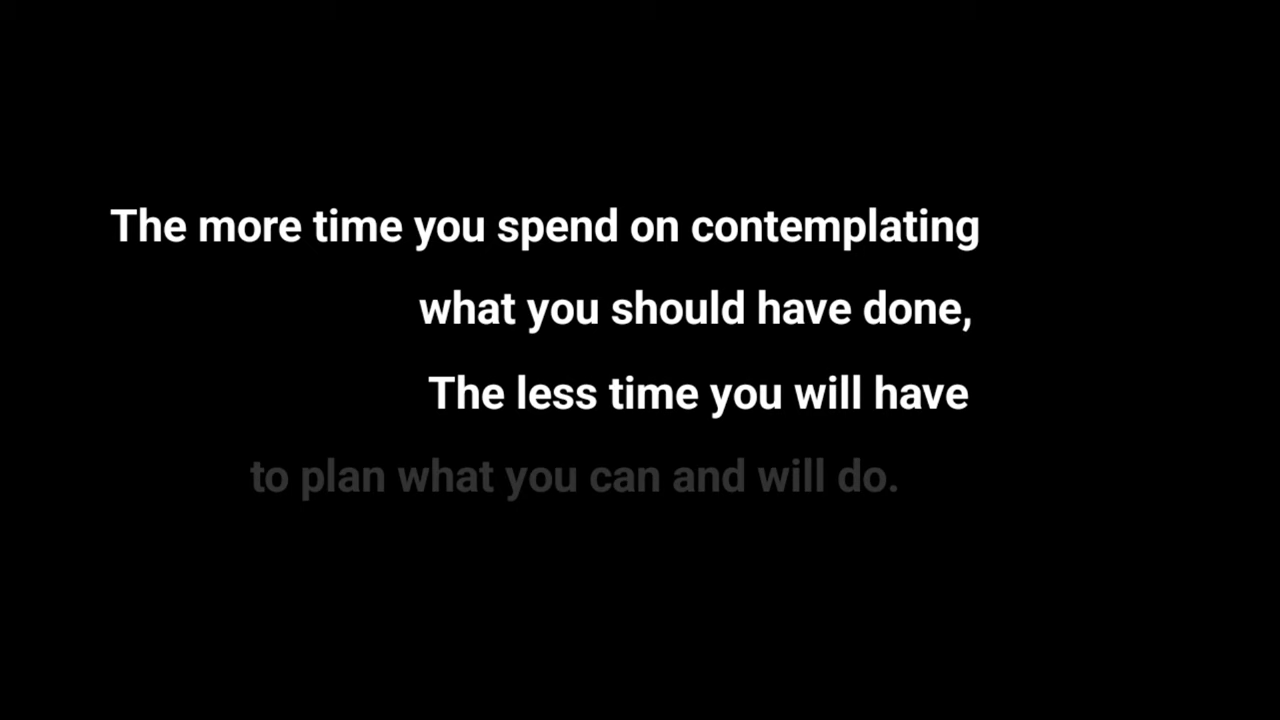 The more time you spend on contemplating
what you should have done,
The less time you will have
to plan what you can and will do.